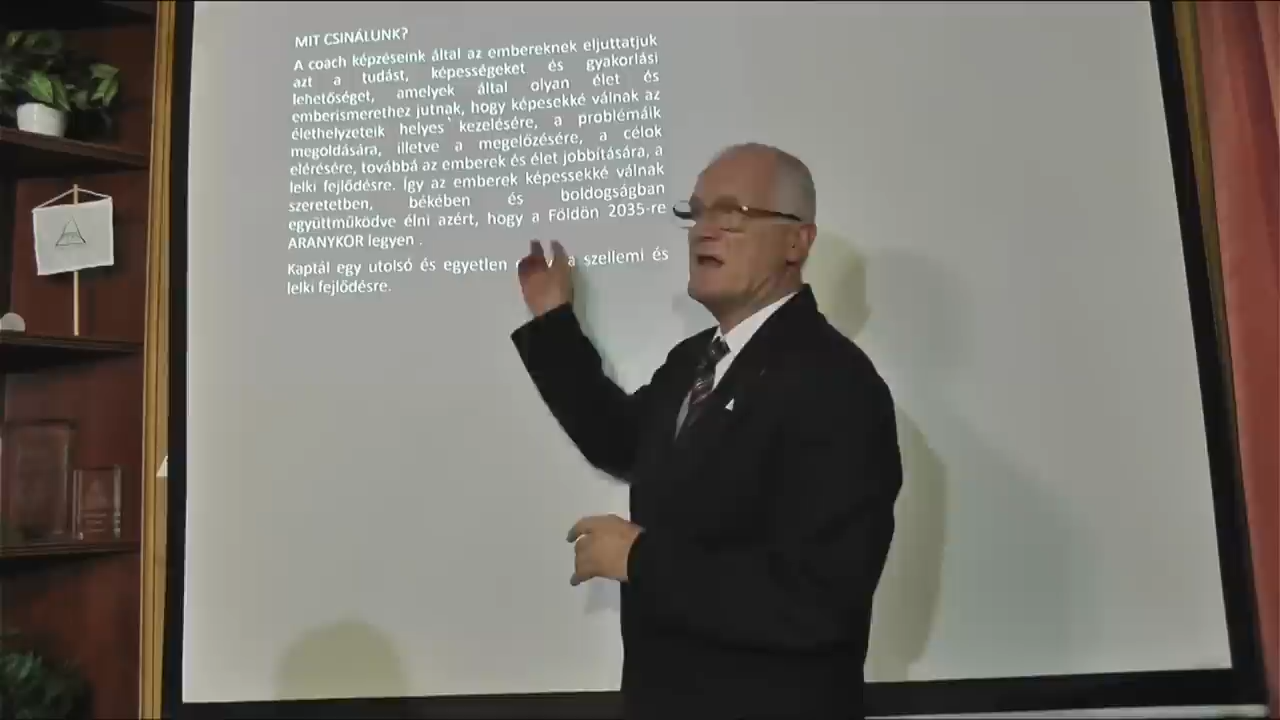 MIT CSINÁLUNK?
A coach képzéseink által az embereknek eljuttatjuk
azt a tudást, képességeket és gyakorlási
lehetőséget, amelyek által olyan élet és
emberismerethez jutnak, hogy képesekké válnak az
élethelyzeteik helyes kezelésére, a problémáik
megoldására, illetve a megelőzésére, a célok
elérésére, továbbá az emberek és élet jobbítására, a
lelki fejlődésre. Így az emberek képessekké válnak
szeretetben, békében és boldogságban
együttműködve élni azért, hogy a Földön 2035-re
ARANYKOR legyen .
Kaptál egy utolsó és egyetlen a szellemi és
lelki fejlődésre.